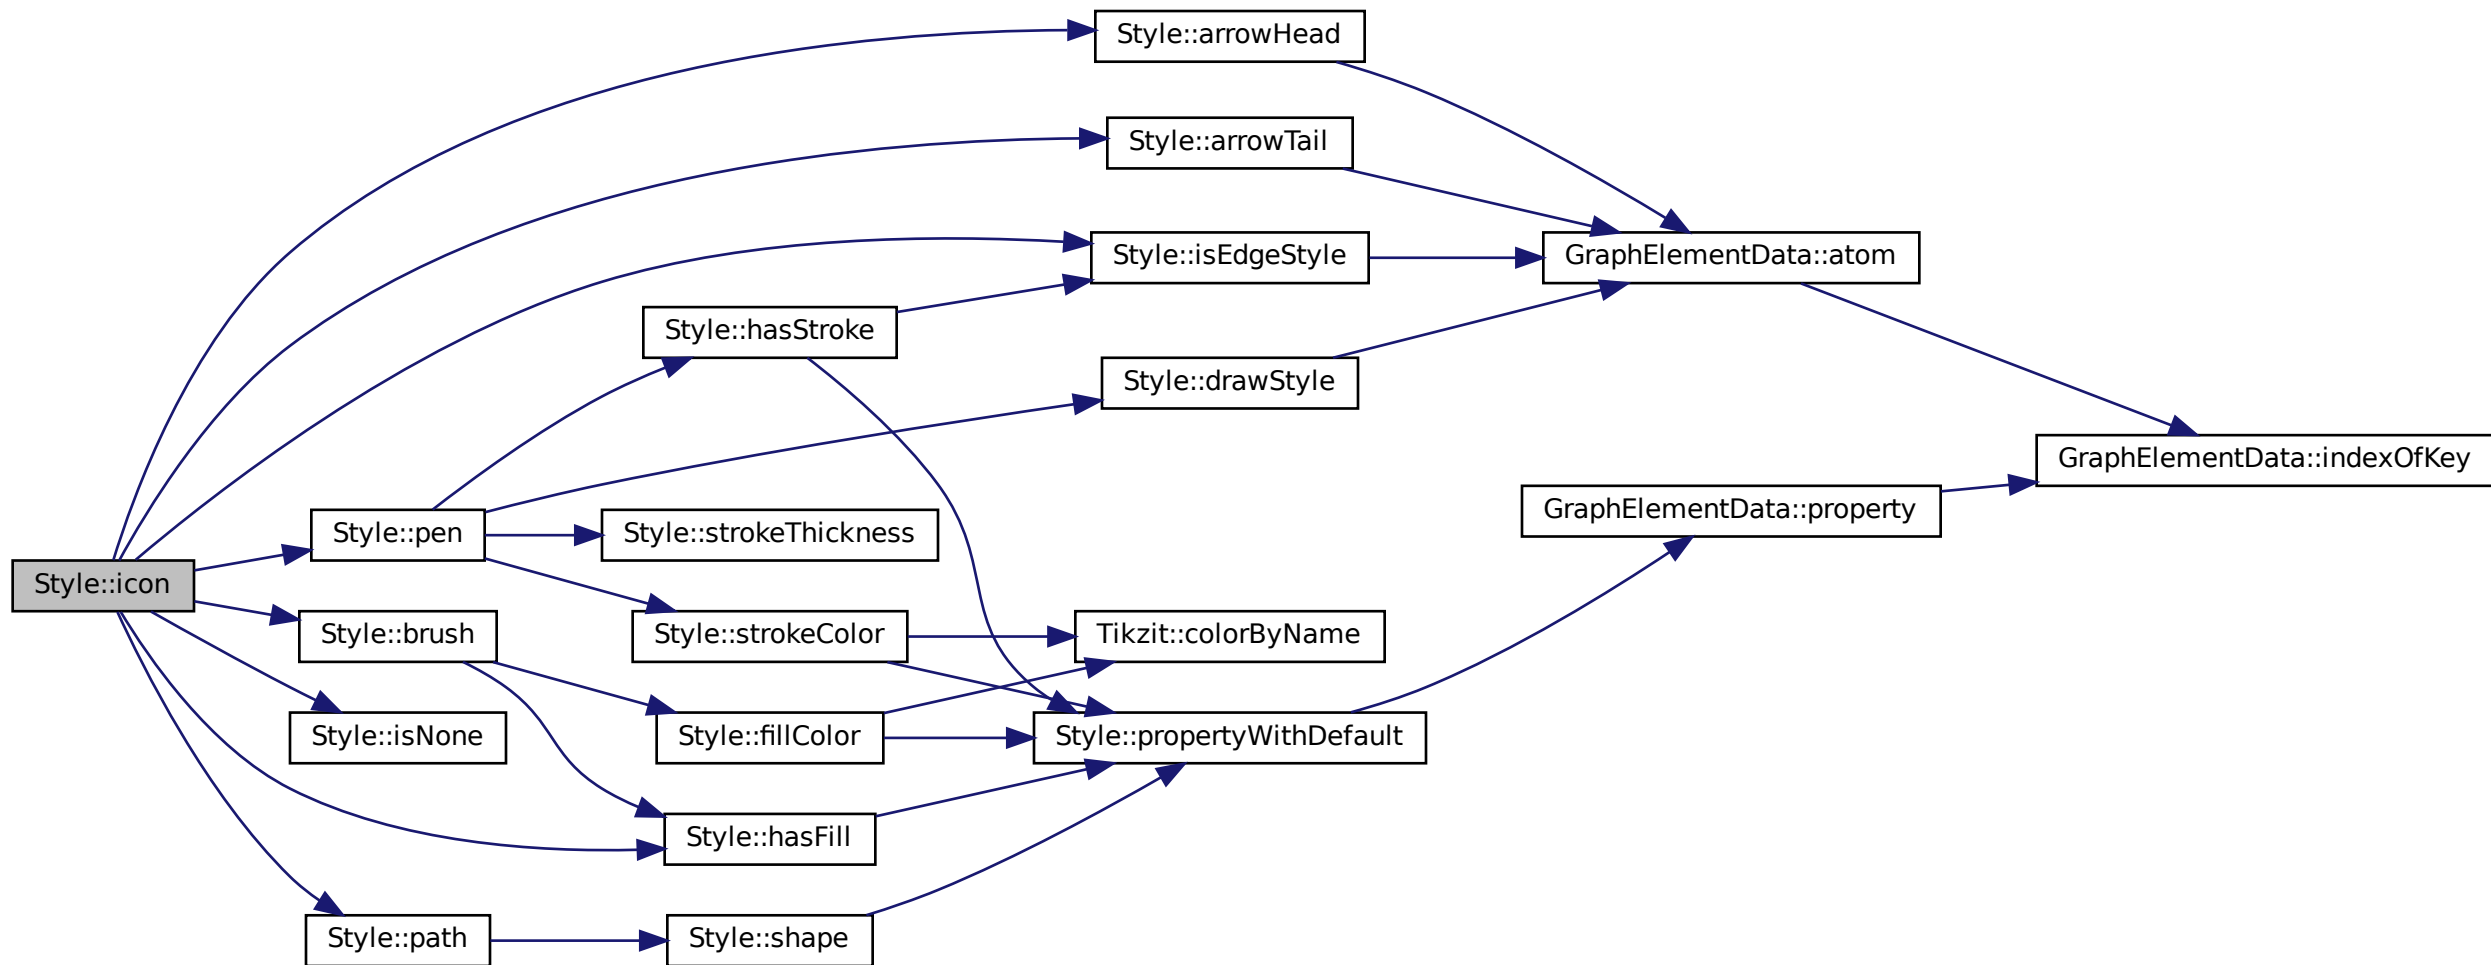 Style::arrowHead
Style::arrowTail
Style::isEdgeStyle
GraphElementData::atom
Style::hasStroke
Style::drawStyle
GraphElementData::indexOfKey
GraphElementData::property
Style::pen
Style::strokeThickness
Style::icon
Style::brush
Style::strokeColor
Tikzit::colorByName
Style::isNone
Style::fillColor
Style::propertyWithDefault
Style::hasFill
Style::path
Style::shape